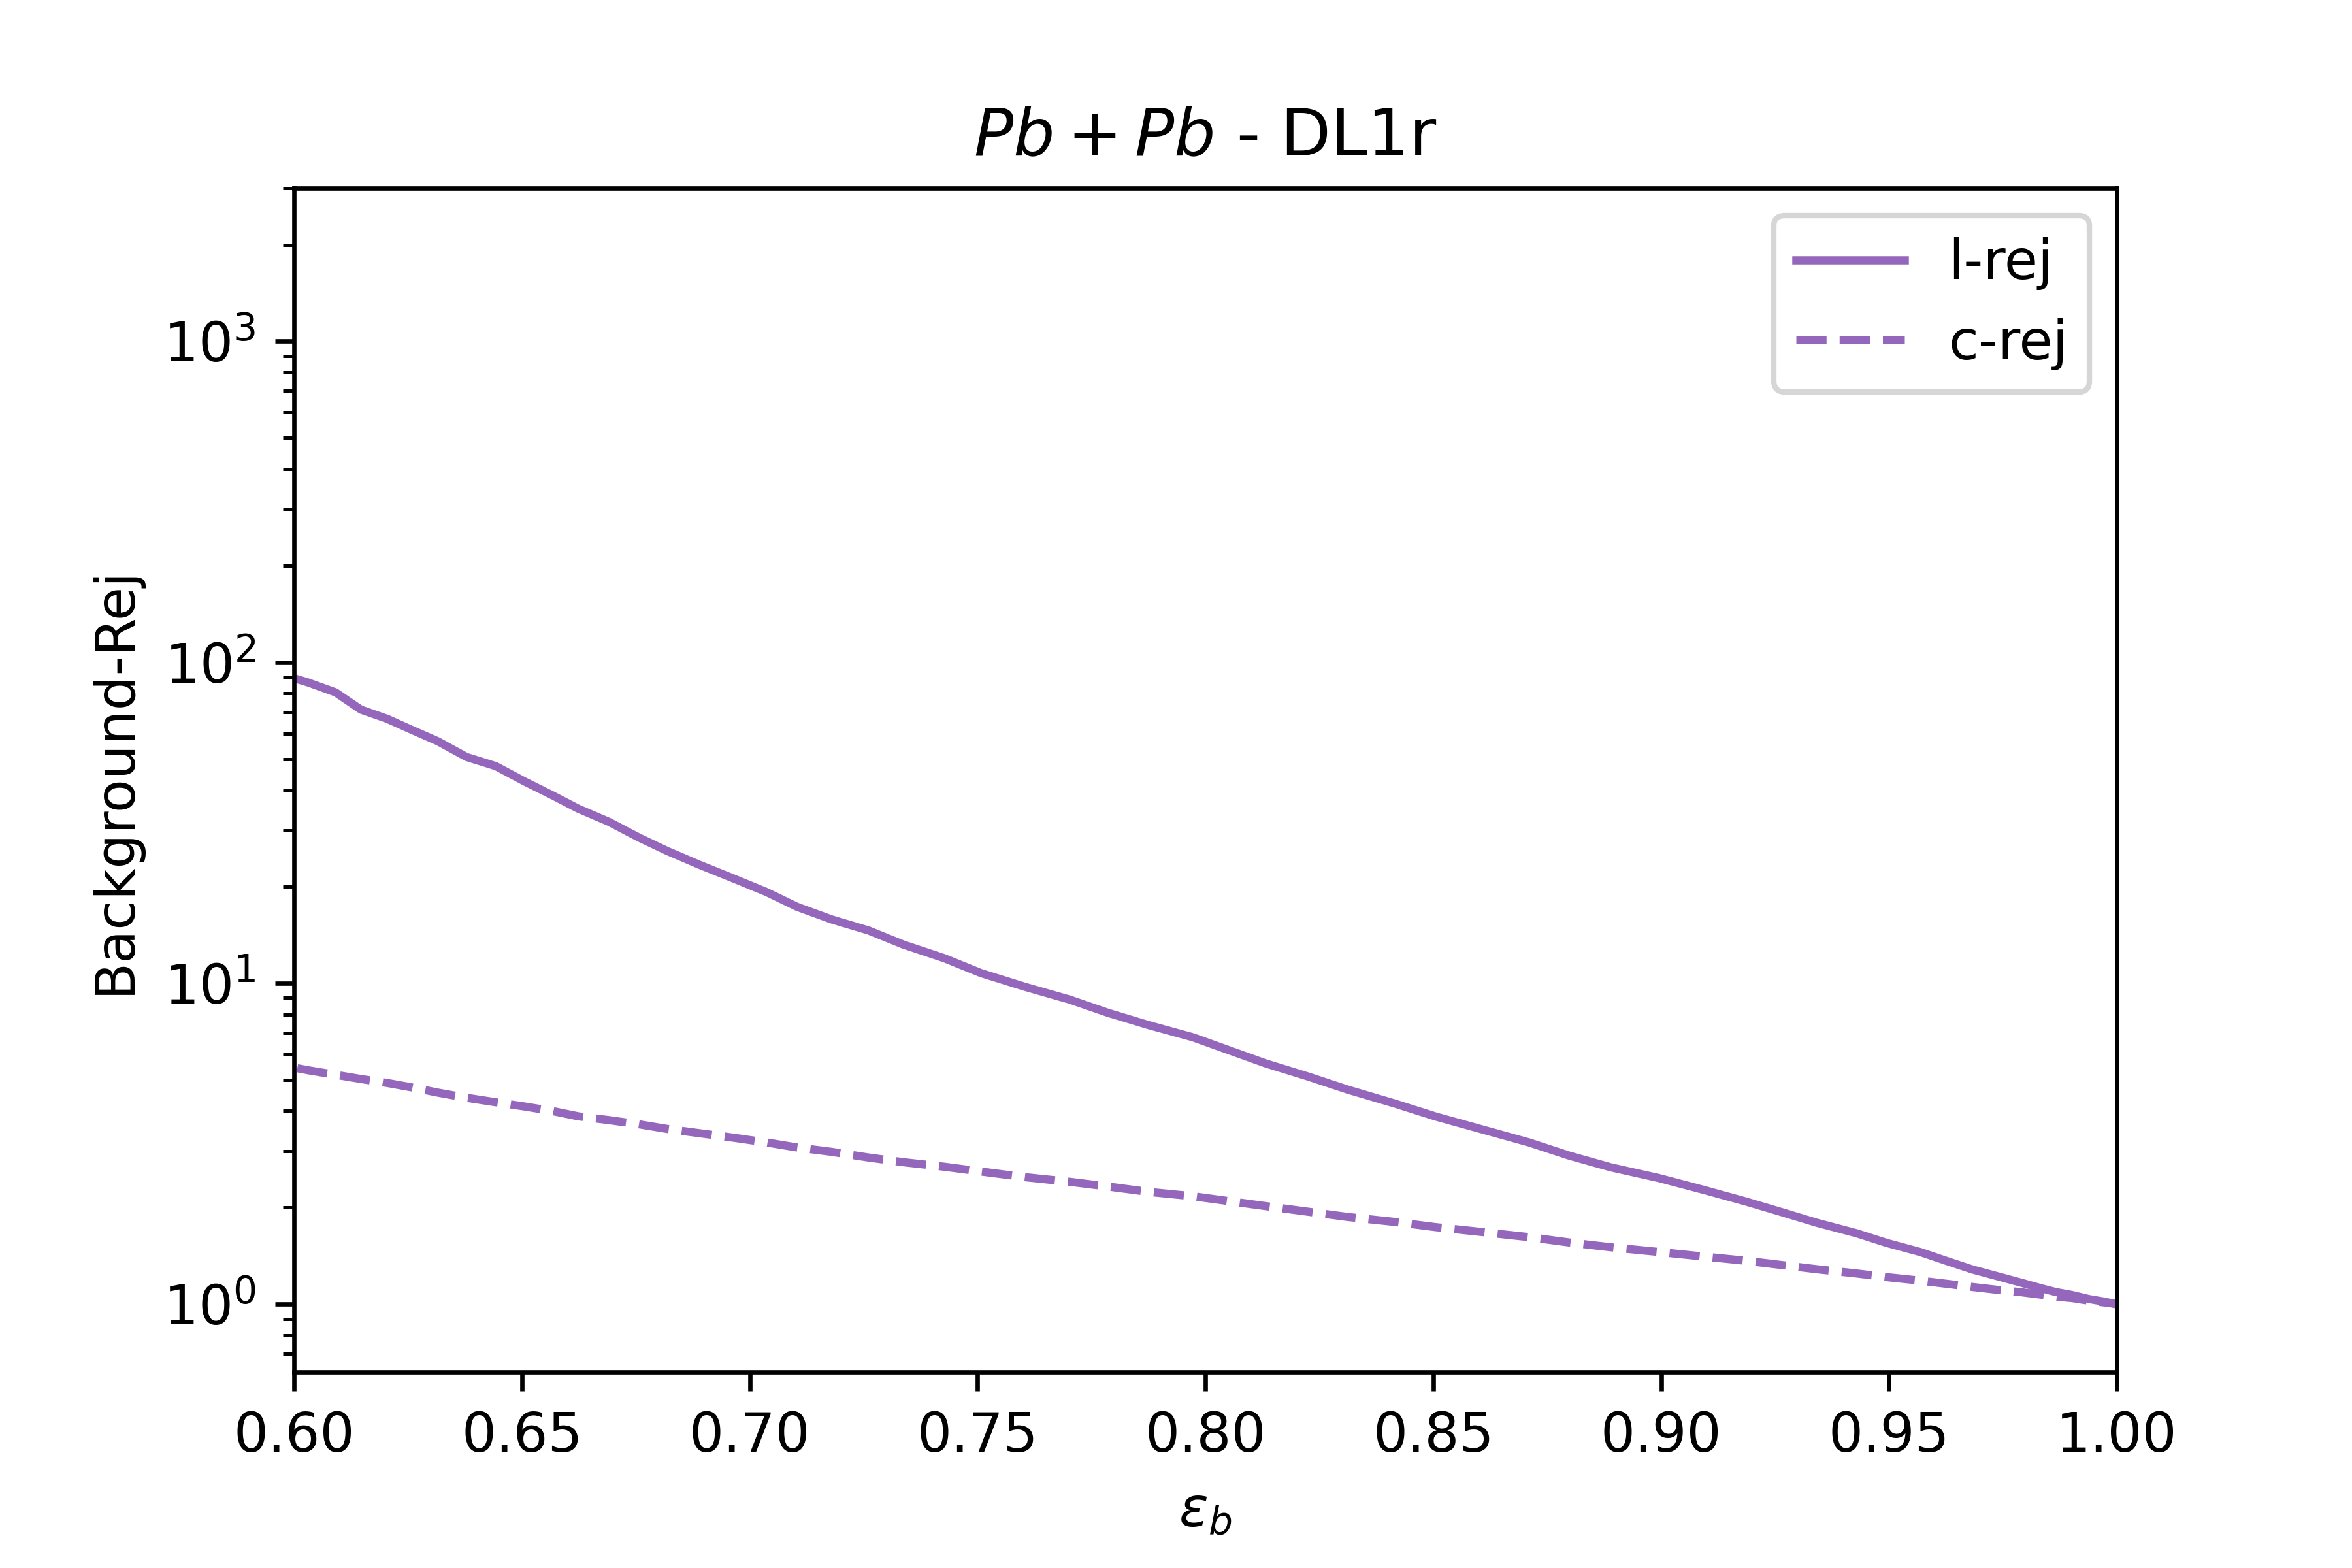 Pb + Pb - DL1r
l-rej
c-rej
Background-Rej
10³
10²
10¹
10⁰
0.60 0.65 0.70 0.75 0.80 0.85 0.90 0.95 1.00
ε_b